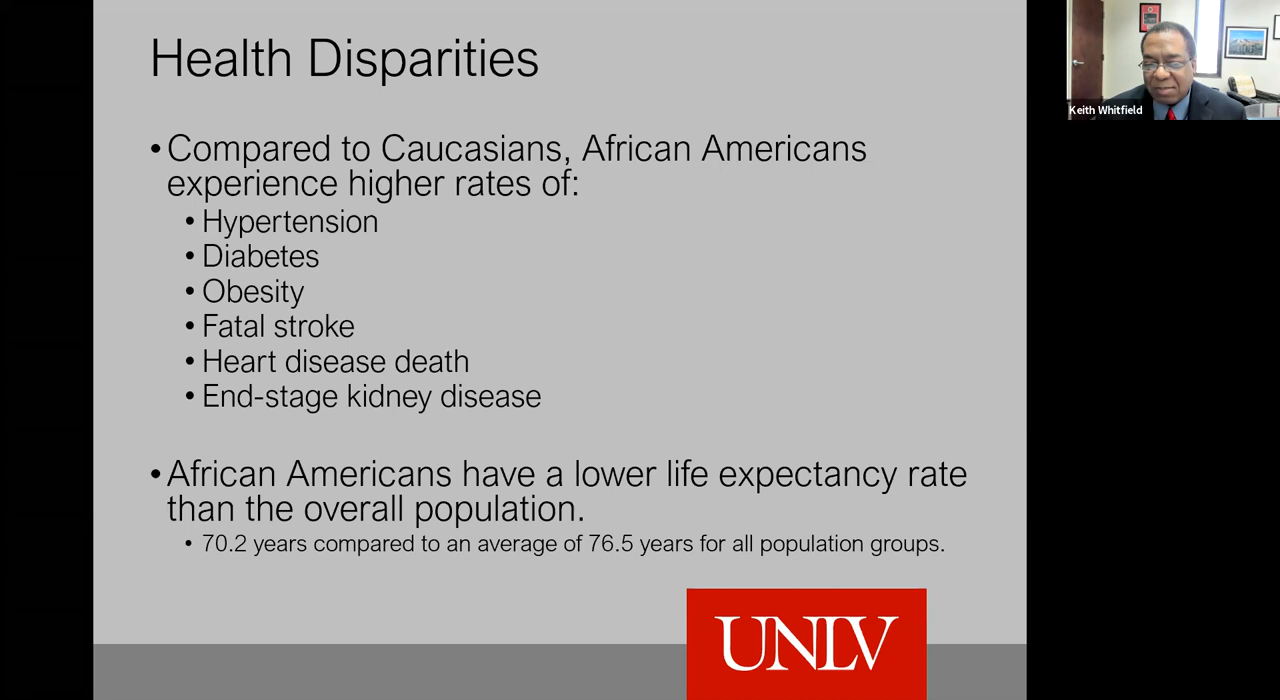 Health Disparities
• Compared to Caucasians, African Americans
experience higher rates of:
• Hypertension
• Diabetes
• Obesity
• Fatal stroke
• Heart disease death
• End-stage kidney disease
• African Americans have a lower life expectancy rate
than the overall population.
• 70.2 years compared to an average of 76.5 years for all population groups.
UNLV
Keith Whitfield